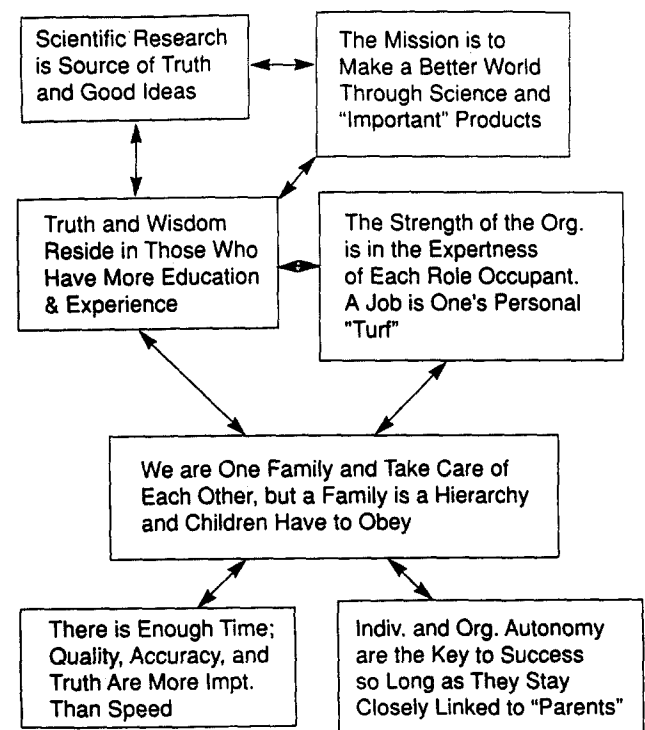 Scientific Research
is Source of Truth
and Good Ideas
The Mission is to
Make a Better World
Through Science and
“Important” Products
Truth and Wisdom
Reside in Those Who
Have More Education
& Experience
The Strength of the Org.
is in the Expertness
of Each Role Occupant.
A Job is One's Personal
"Turf"
We are One Family and Take Care of
Each Other, but a Family is a Hierarchy
and Children Have to Obey
There is Enough Time;
Quality, Accuracy, and
Truth Are More Impt.
Than Speed
Indiv. and Org. Autonomy
are the Key to Success
so Long as They Stay
Closely Linked to “Parents”